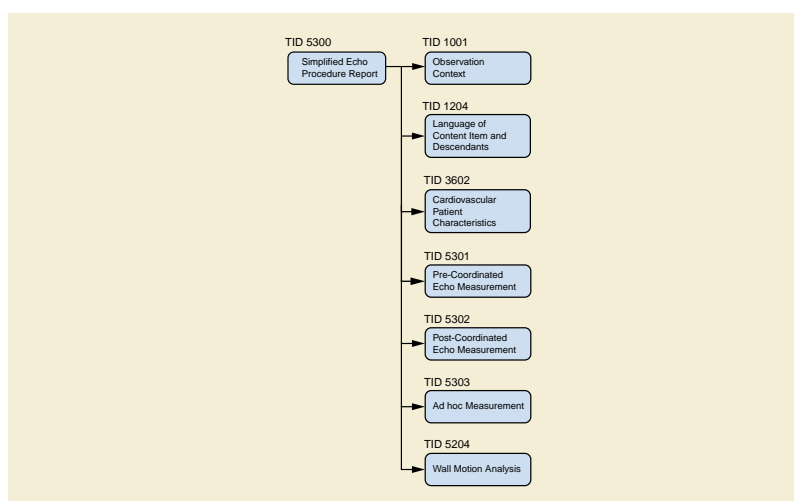 TID 5300
Simplified Echo
Procedure Report
TID 1001
Observation
Context
TID 1204
Language of
Content Item and
Descendants
TID 3602
Cardiovascular
Patient
Characteristics
TID 5301
Pre-Coordinated
Echo Measurement
TID 5302
Post-Coordinated
Echo Measurement
TID 5303
Ad hoc Measurement
TID 5204
Wall Motion Analysis